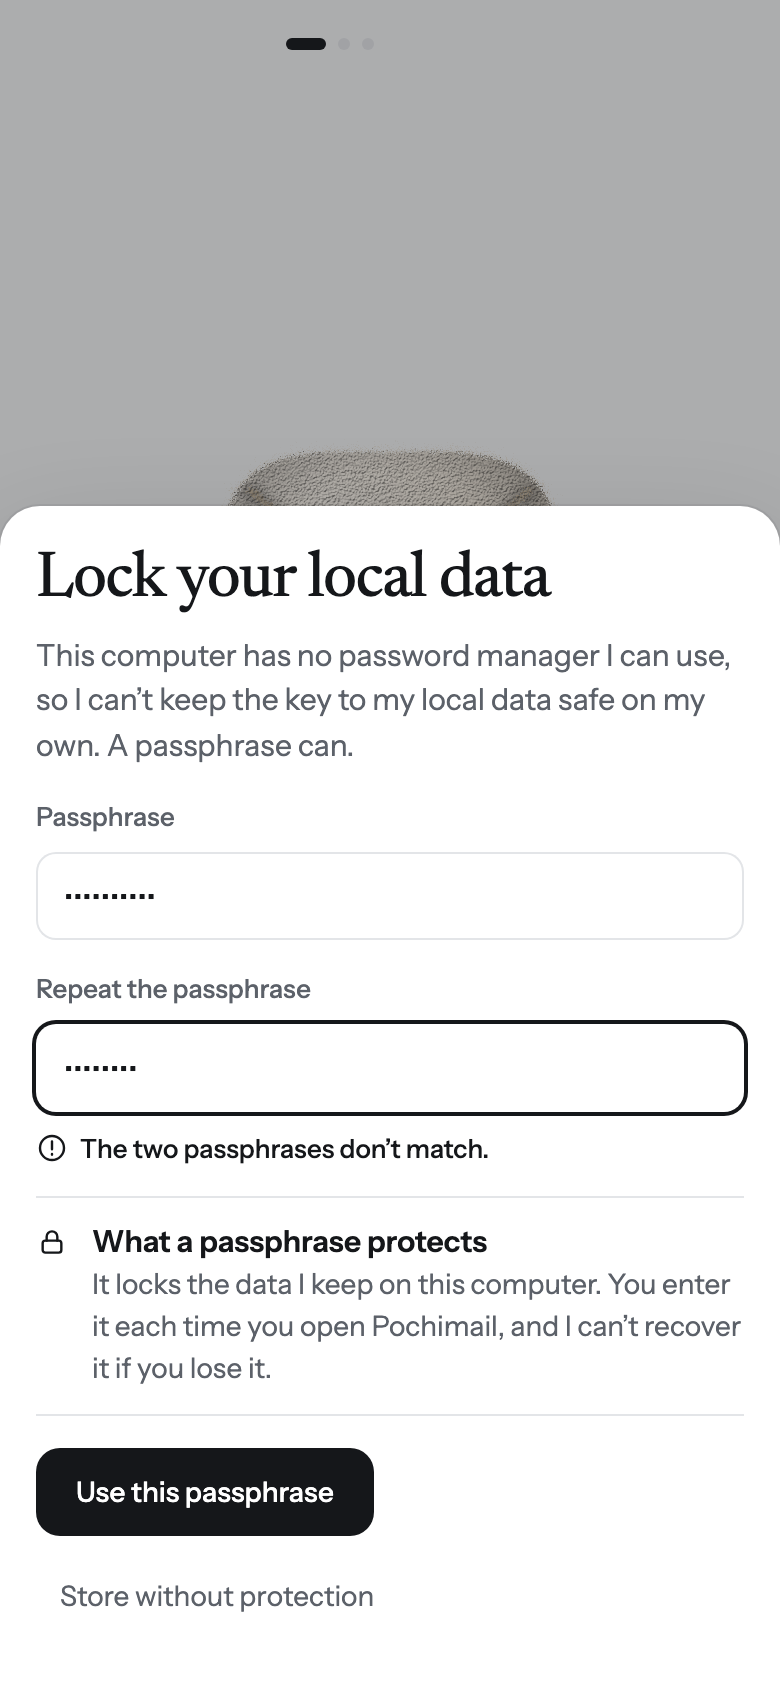 Lock your local data
This computer has no password manager I can use,
so I can’t keep the key to my local data safe on my
own. A passphrase can.
Passphrase
••••••••••
Repeat the passphrase
••••••••
The two passphrases don’t match.
What a passphrase protects
It locks the data I keep on this computer. You enter
it each time you open Pochimail, and I can’t recover
it if you lose it.
Use this passphrase
Store without protection